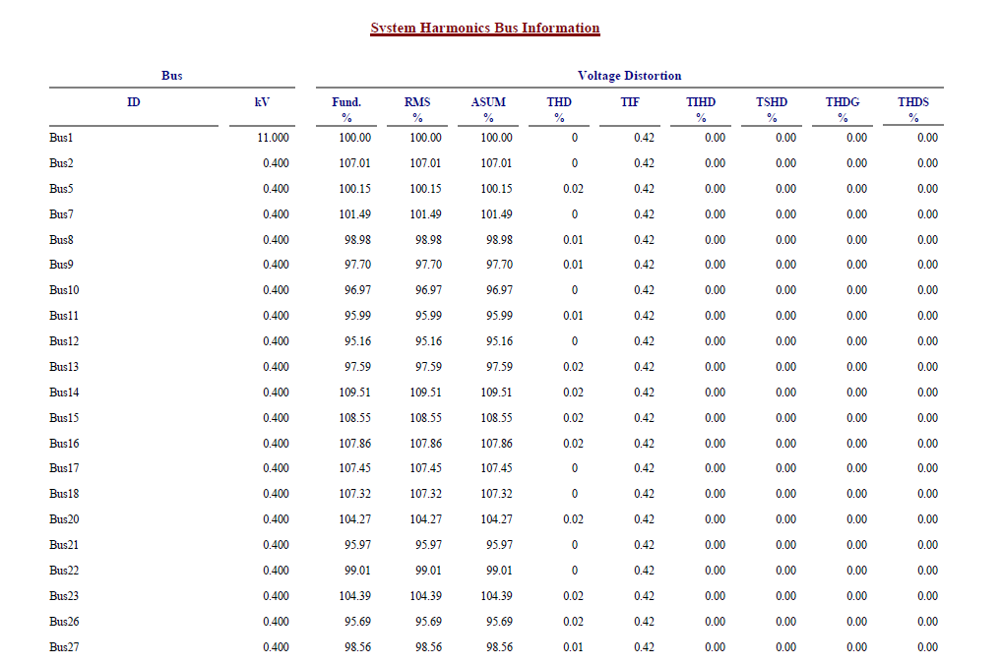 System Harmonics Bus Information
Bus Voltage Distortion
ID kV Fund. RMS ASUM THD TIF TIHD TSHD THDG THDS
% % % % % % % %
Bus1 11.000 100.00 100.00 100.00 0 0.42 0.00 0.00 0.00 0.00
Bus2 0.400 107.01 107.01 107.01 0 0.42 0.00 0.00 0.00 0.00
Bus5 0.400 100.15 100.15 100.15 0.02 0.42 0.00 0.00 0.00 0.00
Bus7 0.400 101.49 101.49 101.49 0 0.42 0.00 0.00 0.00 0.00
Bus8 0.400 98.98 98.98 98.98 0.01 0.42 0.00 0.00 0.00 0.00
Bus9 0.400 97.70 97.70 97.70 0.01 0.42 0.00 0.00 0.00 0.00
Bus10 0.400 96.97 96.97 96.97 0 0.42 0.00 0.00 0.00 0.00
Bus11 0.400 95.99 95.99 95.99 0.01 0.42 0.00 0.00 0.00 0.00
Bus12 0.400 95.16 95.16 95.16 0 0.42 0.00 0.00 0.00 0.00
Bus13 0.400 97.59 97.59 97.59 0.02 0.42 0.00 0.00 0.00 0.00
Bus14 0.400 109.51 109.51 109.51 0.02 0.42 0.00 0.00 0.00 0.00
Bus15 0.400 108.55 108.55 108.55 0.02 0.42 0.00 0.00 0.00 0.00
Bus16 0.400 107.86 107.86 107.86 0.02 0.42 0.00 0.00 0.00 0.00
Bus17 0.400 107.45 107.45 107.45 0 0.42 0.00 0.00 0.00 0.00
Bus18 0.400 107.32 107.32 107.32 0 0.42 0.00 0.00 0.00 0.00
Bus20 0.400 104.27 104.27 104.27 0.02 0.42 0.00 0.00 0.00 0.00
Bus21 0.400 95.97 95.97 95.97 0 0.42 0.00 0.00 0.00 0.00
Bus22 0.400 99.01 99.01 99.01 0 0.42 0.00 0.00 0.00 0.00
Bus23 0.400 104.39 104.39 104.39 0.02 0.42 0.00 0.00 0.00 0.00
Bus26 0.400 95.69 95.69 95.69 0.02 0.42 0.00 0.00 0.00 0.00
Bus27 0.400 98.56 98.56 98.56 0.01 0.42 0.00 0.00 0.00 0.00